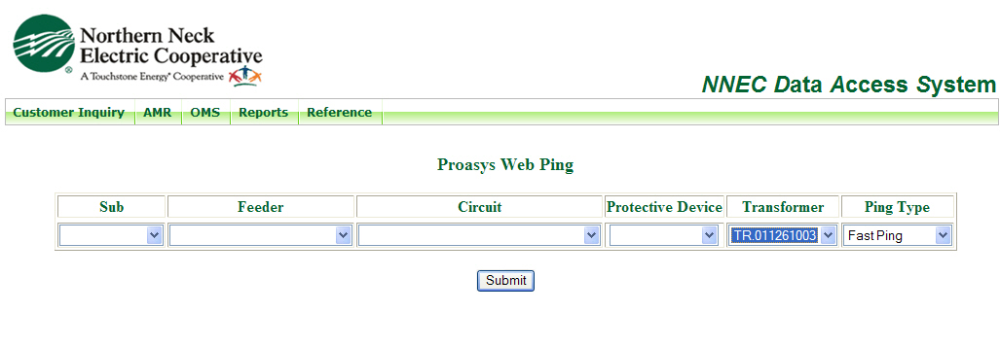 Northern Neck
Electric Cooperative
®
A Touchstone Energy® Cooperative
NNEC Data Access System
Customer Inquiry AMR OMS Reports Reference
Proasys Web Ping
Sub Feeder Circuit Protective Device Transformer Ping Type
TR.011261003 Fast Ping
Submit